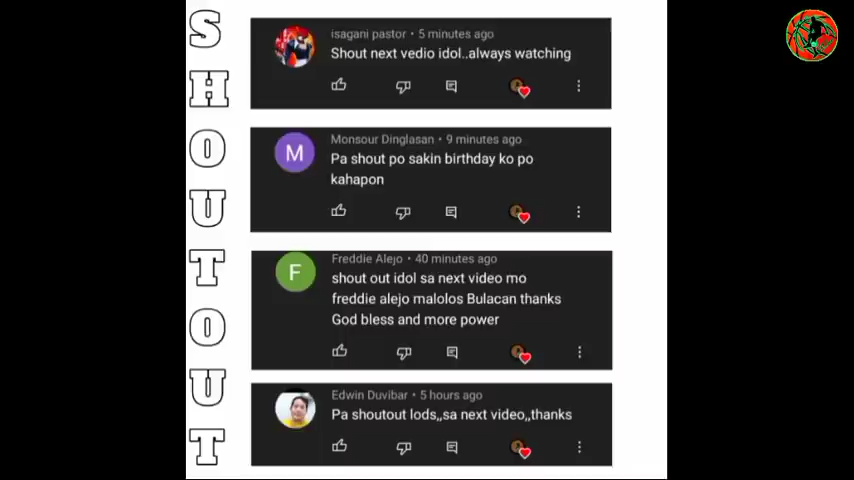 SHOUTOUT
isagani pastor • 5 minutes ago
Shout next vedio idol..always watching
M
Monsour Dinglasan • 9 minutes ago
Pa shout po sakin birthday ko po
kahapon
F
Freddie Alejo • 40 minutes ago
shout out idol sa next video mo
freddie alejo malolos Bulacan thanks
God bless and more power
Edwin Duvibar • 5 hours ago
Pa shoutout lods,,sa next video,,thanks